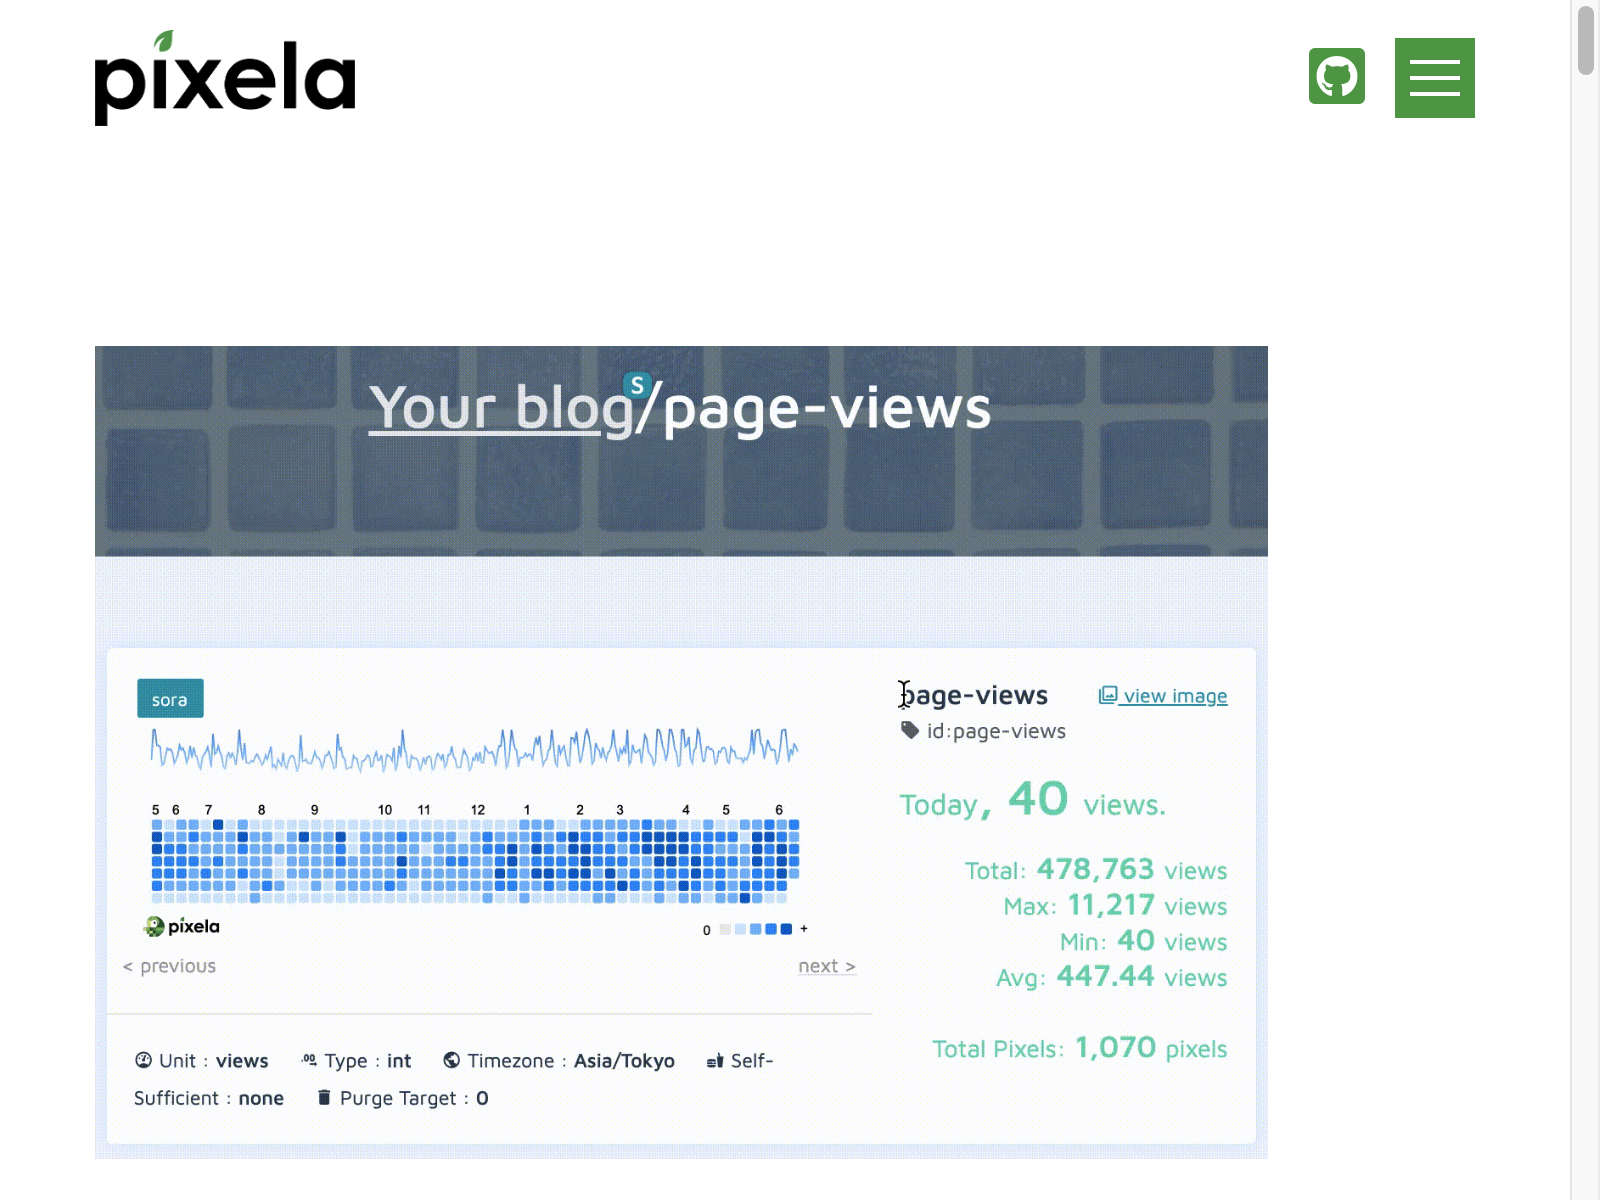 pixela
Your blog/page-views
S
sora
page-views
view image
id:page-views
Today, 40 views.
5 6 7 8 9 10 11 12 1 2 3 4 5 6
Total: 478,763 views
Max: 11,217 views
Min: 40 views
Avg: 447.44 views
pixela
0 +
< previous
next >
Total Pixels: 1,070 pixels
Unit : views Type : int Timezone : Asia/Tokyo Self-
Sufficient : none Purge Target : 0